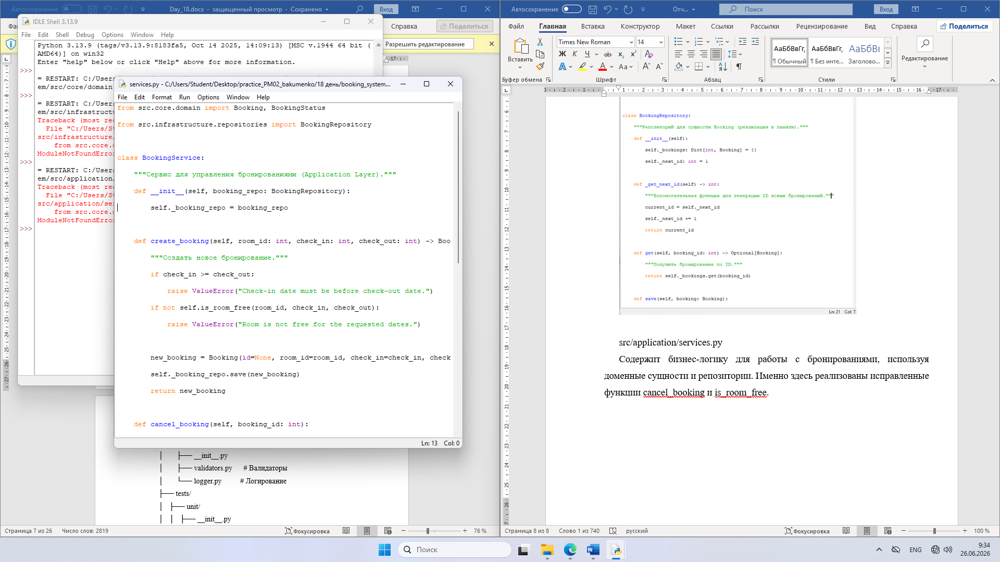 Автосохранение
Day_18.docx - защищенный просмотр - Сохранено
Вход
Справка
Поделиться
Разрешить редактирование
IDLE Shell 3.13.9
File Edit Shell Debug Options Window Help
Python 3.13.9 (tags/v3.13.9:8183fa5, Oct 14 2025, 14:09:13) [MSC v.1944 64 bit (
AMD64)] on win32
Enter "help" below or click "Help" above for more information.
>>>
= RESTART: C:/User
em/src/core/domain
>>>
= RESTART: C:/User
em/src/infrastructur
Traceback (most rec
File "C:/Users/St
src/infrastructure/
from src.core.
ModuleNotFoundError
>>>
= RESTART: C:/User
em/src/application/
Traceback (most rec
File "C:/Users/St
src/application/ser
from src.core.
ModuleNotFoundError
>>>
services.py - C:/Users/Student/Desktop/practice_PM02_bakumenko/18 день/booking_system...
File Edit Format Run Options Window Help
from src.core.domain import Booking, BookingStatus
from src.infrastructure.repositories import BookingRepository
class BookingService:
"""Сервис для управления бронированиями (Application Layer)."""
def __init__(self, booking_repo: BookingRepository):
self._booking_repo = booking_repo
def create_booking(self, room_id: int, check_in: int, check_out: int) -> Boo
"""Создать новое бронирование."""
if check_in >= check_out:
raise ValueError("Check-in date must be before check-out date.")
if not self.is_room_free(room_id, check_in, check_out):
raise ValueError("Room is not free for the requested dates.")
new_booking = Booking(id=None, room_id=room_id, check_in=check_in, check
self._booking_repo.save(new_booking)
return new_booking
def cancel_booking(self, booking_id: int):
Ln: 13 Col: 0
│ ├── __init__.py
│ ├── validators.py # Валидаторы
│ └── logger.py # Логирование
├── tests/
│ ├── unit/
│ │ ├── __init__.py
Страница 7 из 26 Число слов: 2819 Фокусировка 76 %
Автосохранение
Отч...
Поиск
Вход
Файл Главная Вставка Конструктор Макет Ссылки Рассылки Рецензирование Вид Справка Поделиться
Вставить
Times New Roman 14
Ж К Ч ab x₂ x²
Aa
АаБбВвГг, АаБбВвГг, АаБбВв
¶ Обычный ¶ Без инте... Заголово...
Редактирование
Буфер обмена Шрифт Абзац Стили
class BookingRepository:
"""Репозиторий для сущности Booking (реализация в памяти)."""
def __init__(self):
self._bookings: Dict[int, Booking] = {}
self._next_id: int = 1
def _get_next_id(self) -> int:
"""Вспомогательная функция для генерации ID новых бронирований."""
current_id = self._next_id
self._next_id += 1
return current_id
def get(self, booking_id: int) -> Optional[Booking]:
"""Получить бронирование по ID."""
return self._bookings.get(booking_id)
def save(self, booking: Booking):
Ln: 21 Col: 73
src/application/services.py
Содержит бизнес-логику для работы с бронированиями, используя
доменные сущности и репозитории. Именно здесь реализованы исправленные
функции cancel_booking и is_room_free.
Страница 8 из 8 Слово 1 из 740 русский Фокусировка 100 %
Поиск
ENG
9:34
26.06.2026